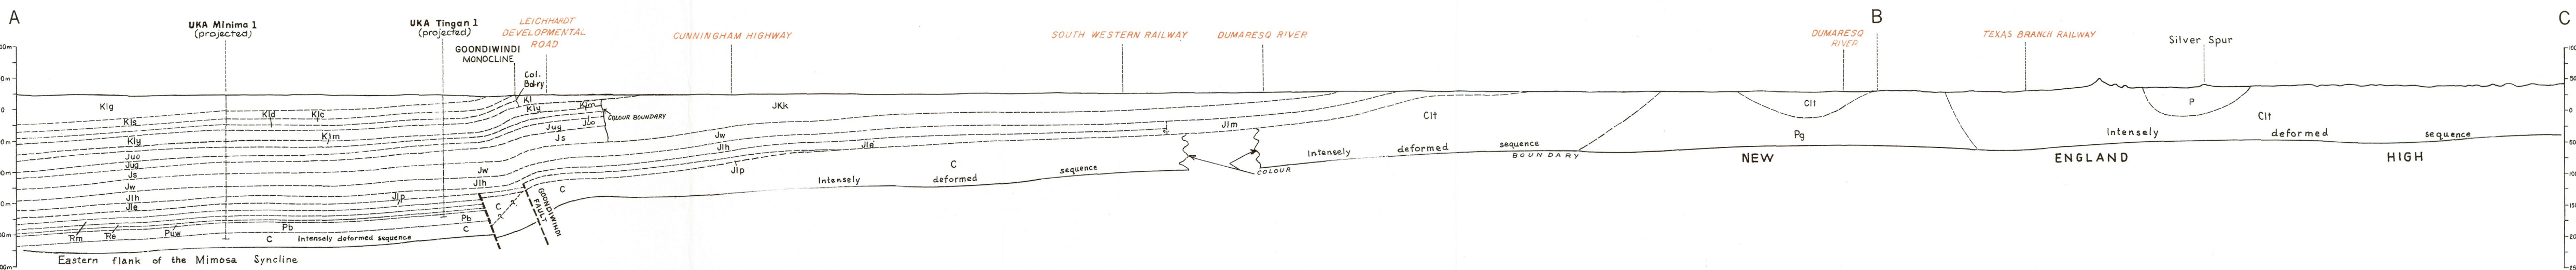 A
B
C
UKA Minima 1
(projected)
UKA Tingan 1
(projected)
LEICHHARDT
DEVELOPMENTAL
ROAD
GOONDIWINDI
MONOCLINE
CUNNINGHAM HIGHWAY
SOUTH WESTERN RAILWAY
DUMARESQ RIVER
DUMARESQ
RIVER
TEXAS BRANCH RAILWAY
Silver Spur
Col.
Bdry
Klg
Kls
Kld
Klc
Kly
Klm
Juo
Jug
Js
Jw
Jlh
Jle
Jlp
Rm
Re
Puw
Pb
C
Intensely deformed sequence
Eastern flank of the Mimosa Syncline
Kl
Kly
Klm
Juo
Jug
Js
COLOUR BOUNDARY
Jw
Jlh
Pb
C
C
?
?
C
GOONDIWINDI
FAULT
JKk
Jw
Jlh
Jle
Jlp
C
Intensely deformed sequence
Jlm
COLOUR BOUNDARY
Clt
Intensely deformed sequence
Clt
Pg
NEW ENGLAND HIGH
P
Clt
Intensely deformed sequence